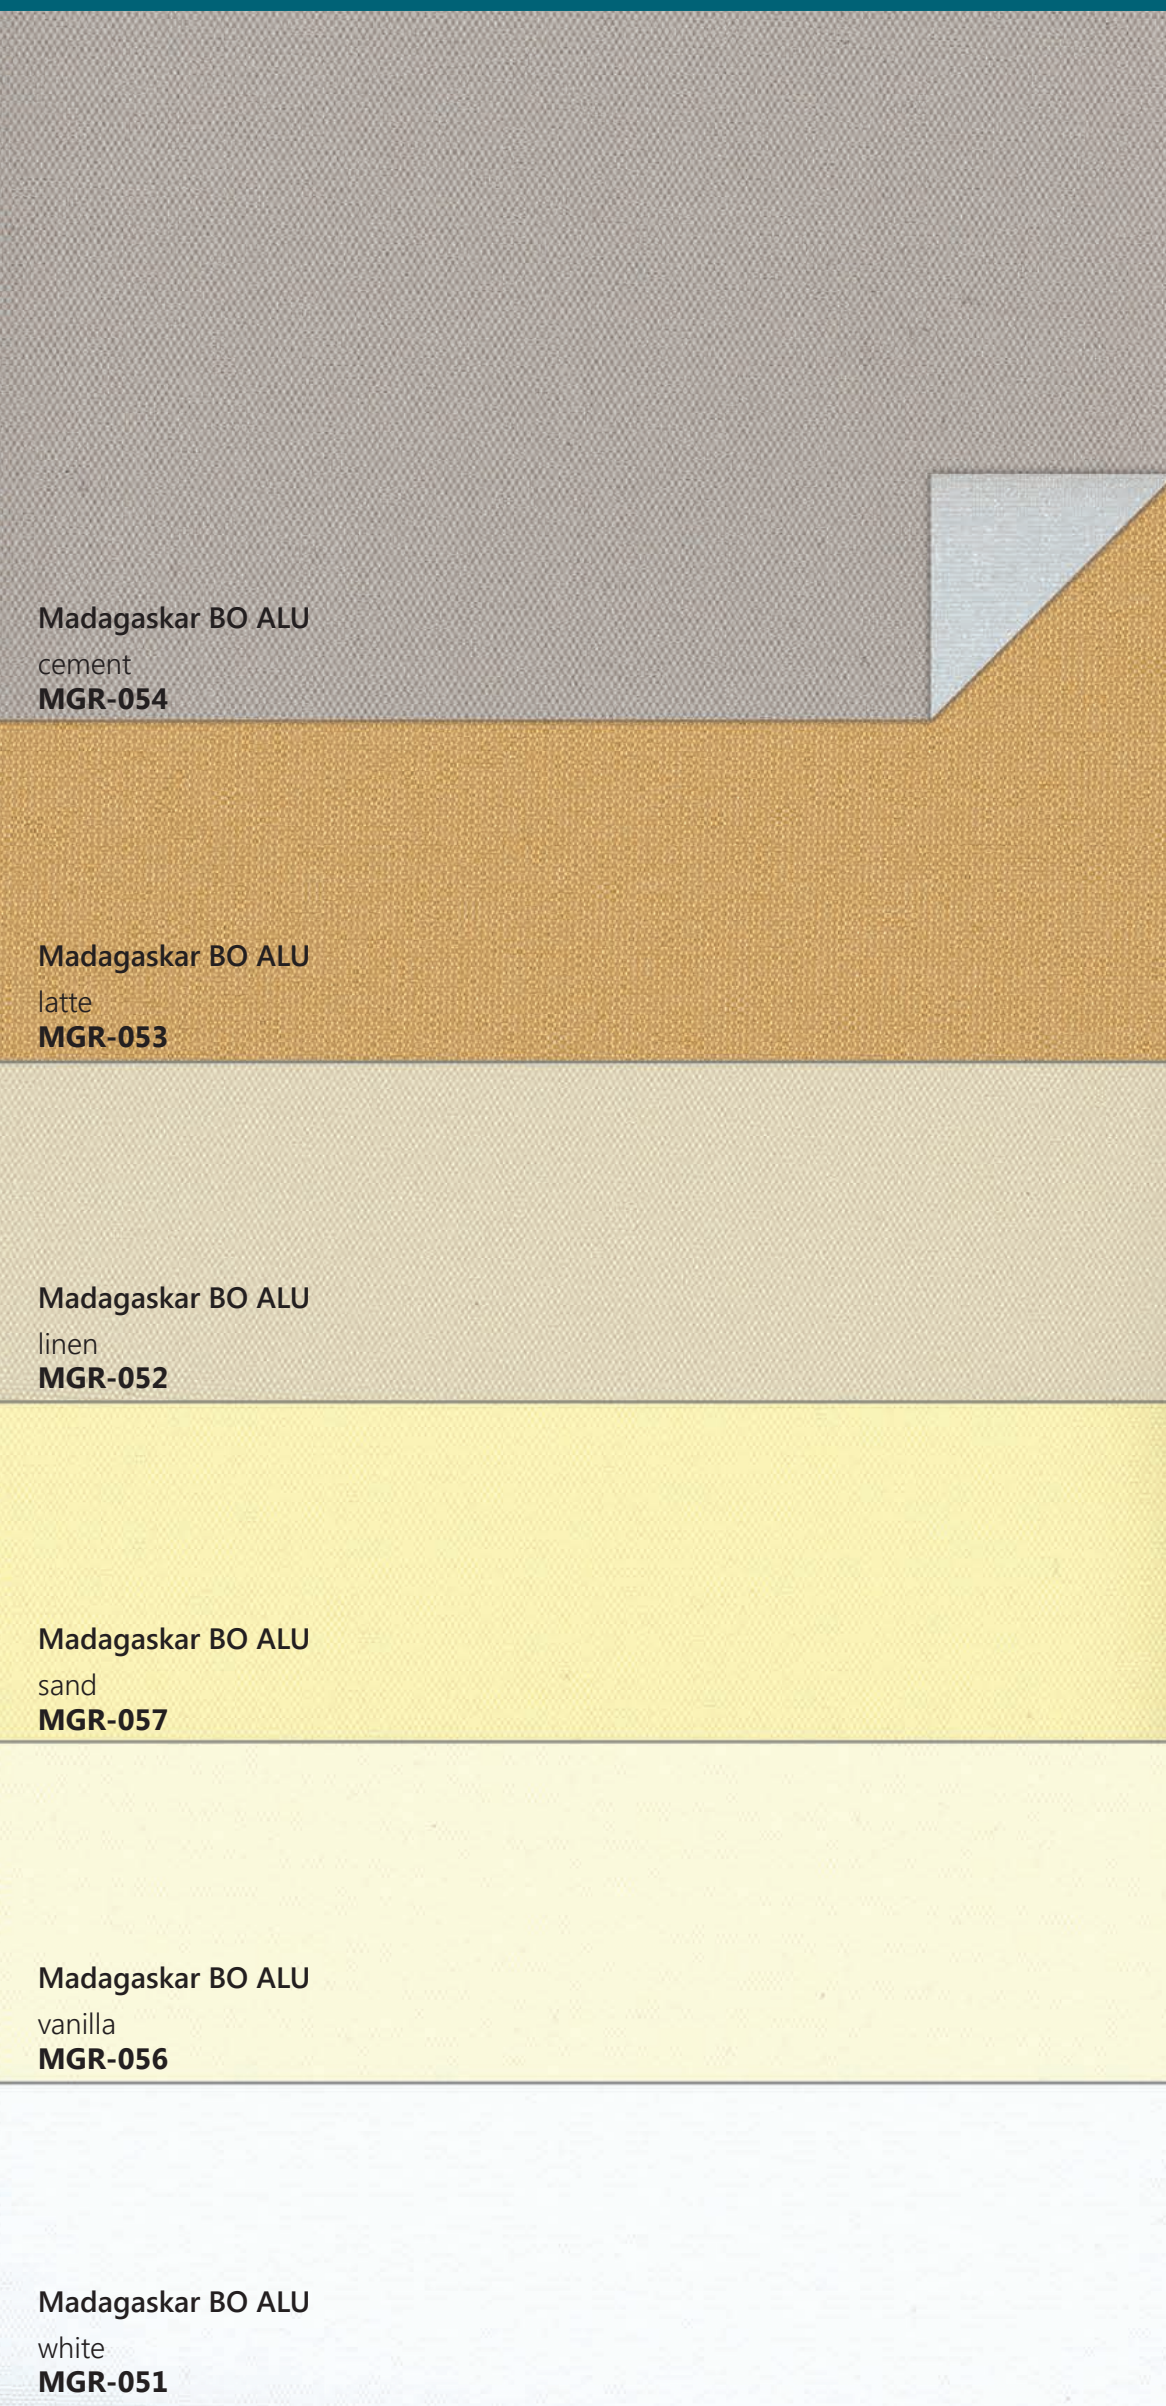 Madagaskar BO ALU
cement
MGR-054
Madagaskar BO ALU
latte
MGR-053
Madagaskar BO ALU
linen
MGR-052
Madagaskar BO ALU
sand
MGR-057
Madagaskar BO ALU
vanilla
MGR-056
Madagaskar BO ALU
white
MGR-051